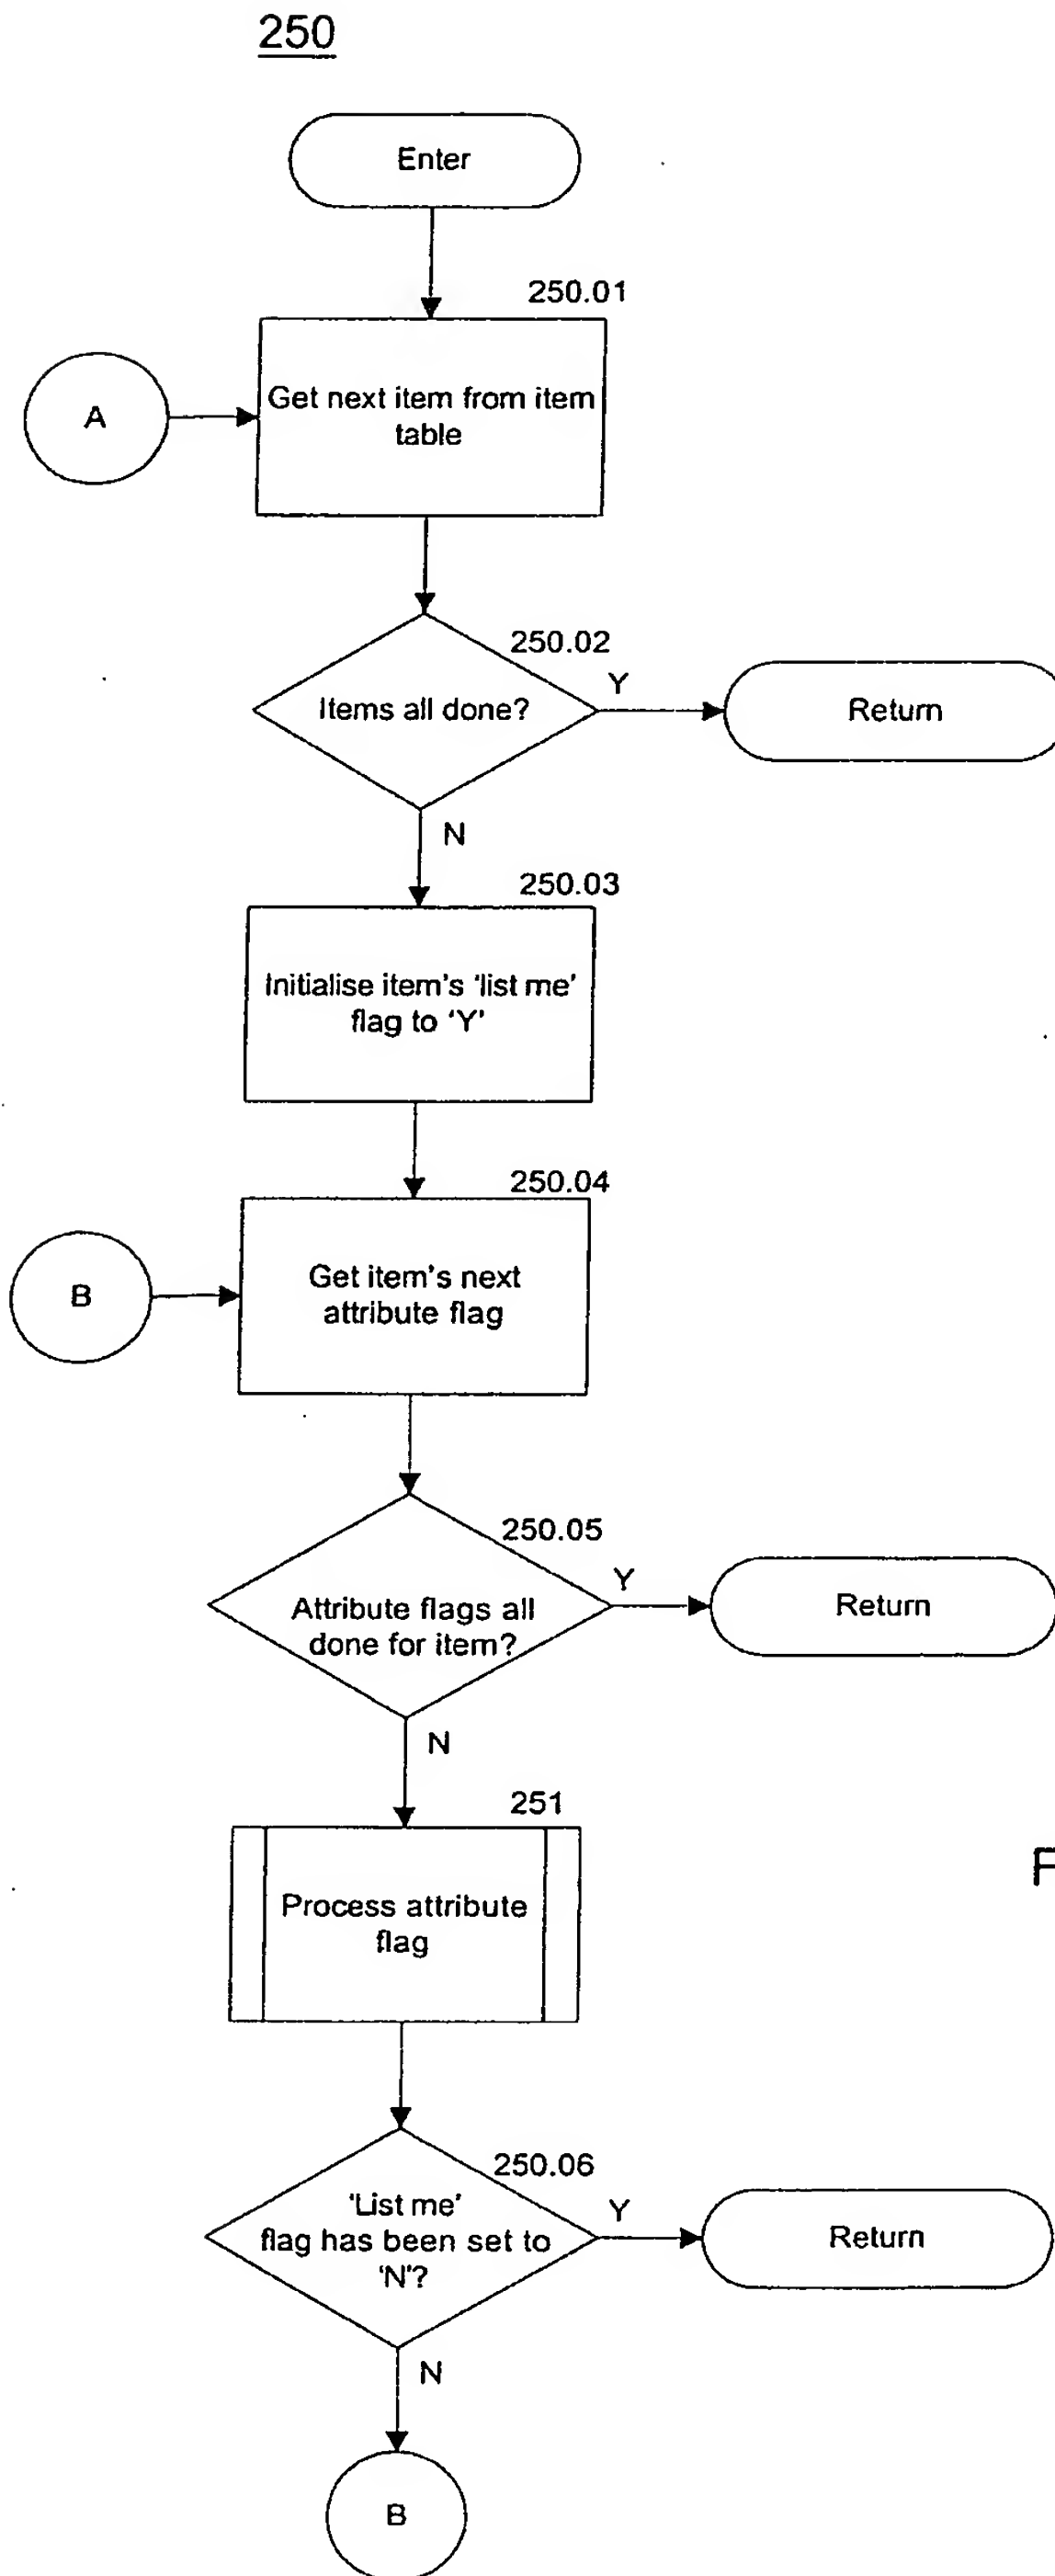 250
Enter
250.01
A
Get next item from item
table
250.02
Items all done?
Y
Return
N
250.03
Initialise item's 'list me'
flag to 'Y'
250.04
B
Get item's next
attribute flag
250.05
Attribute flags all
done for item?
Y
Return
N
251
Process attribute
flag
250.06
'List me'
flag has been set to
'N'?
Y
Return
N
B